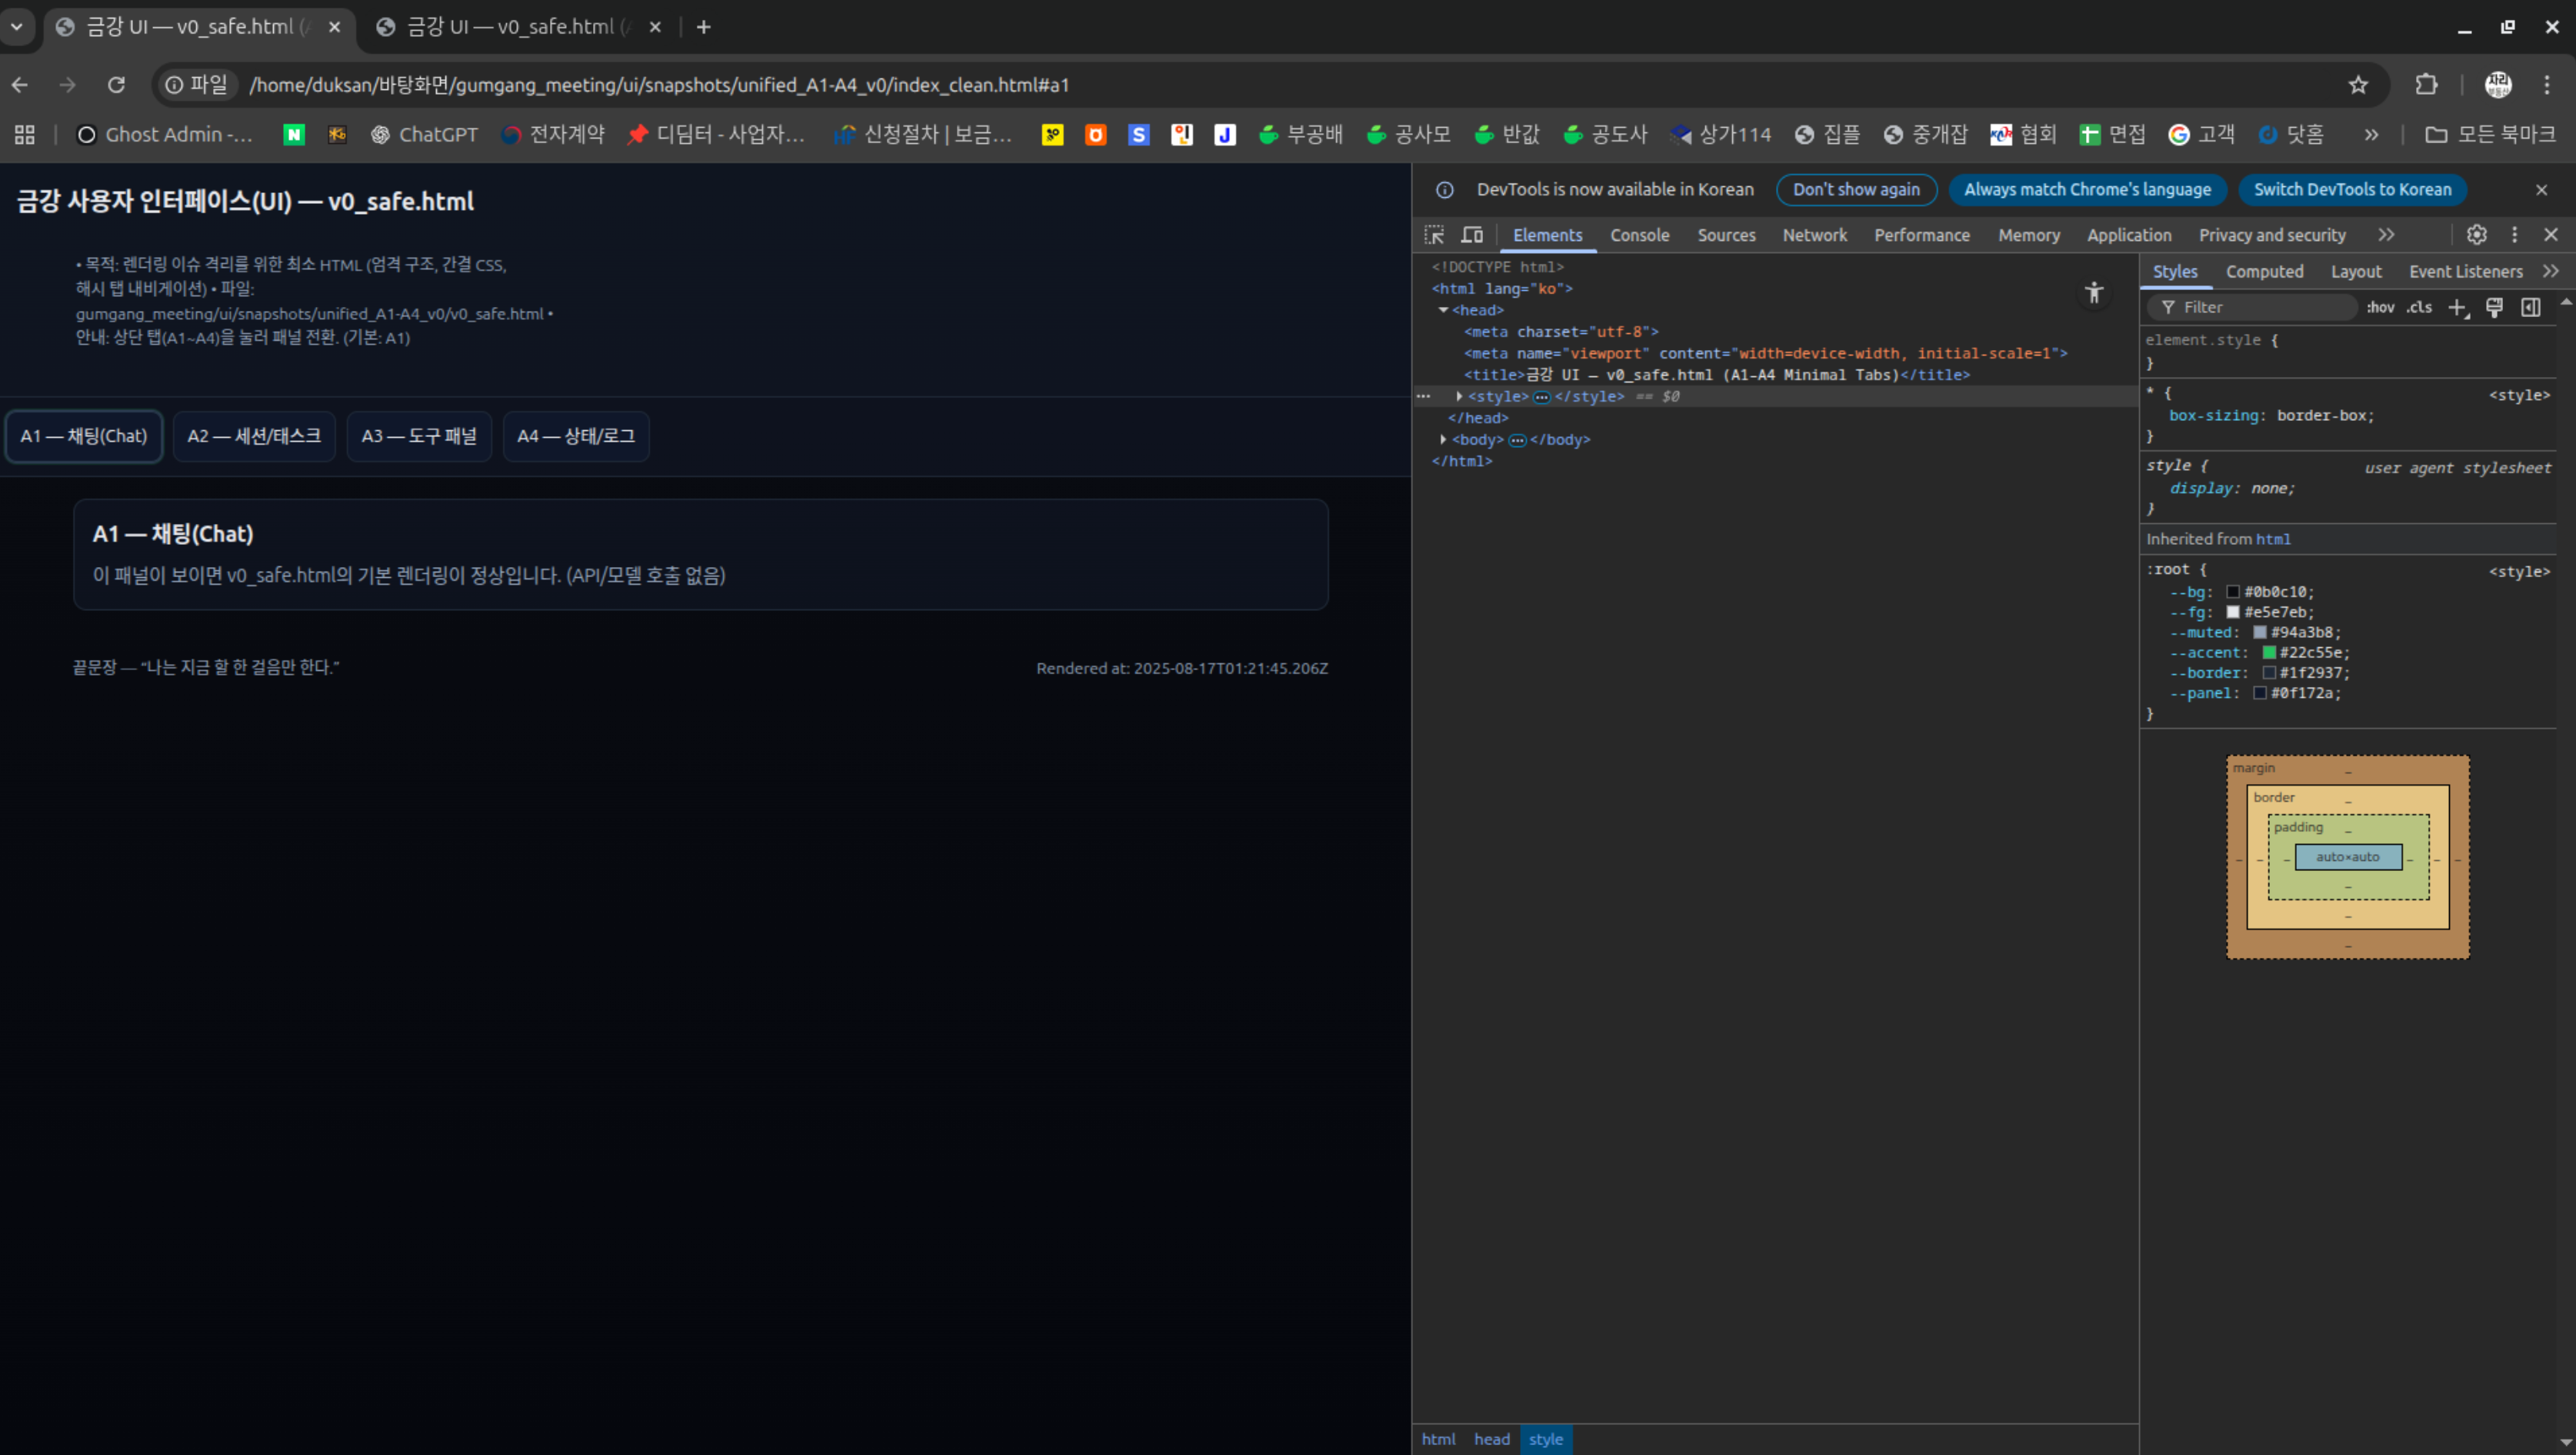 금강 UI — v0_safe.html (
금강 UI — v0_safe.html (
파일 /home/duksan/바탕화면/gumgang_meeting/ui/snapshots/unified_A1-A4_v0/index_clean.html#a1
Ghost Admin -... ChatGPT 전자계약 디딤터 - 사업자... 신청절차 | 보금... 부공배 공사모 반값 공도사 상가114 집플 중개잡 협회 면접 고객 닷홈 » 모든 북마크
금강 사용자 인터페이스(UI) — v0_safe.html
• 목적: 렌더링 이슈 격리를 위한 최소 HTML (엄격 구조, 간결 CSS,
해시 탭 내비게이션) • 파일:
gumgang_meeting/ui/snapshots/unified_A1-A4_v0/v0_safe.html •
안내: 상단 탭(A1~A4)을 눌러 패널 전환. (기본: A1)
A1 — 채팅(Chat) A2 — 세션/태스크 A3 — 도구 패널 A4 — 상태/로그
A1 — 채팅(Chat)
이 패널이 보이면 v0_safe.html의 기본 렌더링이 정상입니다. (API/모델 호출 없음)
끝문장 — “나는 지금 할 한 걸음만 한다.”
Rendered at: 2025-08-17T01:21:45.206Z
DevTools is now available in Korean Don't show again Always match Chrome's language Switch DevTools to Korean
Elements Console Sources Network Performance Memory Application Privacy and security
<!DOCTYPE html>
<html lang="ko">
<head>
<meta charset="utf-8">
<meta name="viewport" content="width=device-width, initial-scale=1">
<title>금강 UI — v0_safe.html (A1–A4 Minimal Tabs)</title>
<style>…</style> == $0
</head>
<body>…</body>
</html>
html head style
Styles Computed Layout Event Listeners
Filter :hov .cls
element.style {
}
* { <style>
box-sizing: border-box;
}
style { user agent stylesheet
display: none;
}
Inherited from html
:root { <style>
--bg: #0b0c10;
--fg: #e5e7eb;
--muted: #94a3b8;
--accent: #22c55e;
--border: #1f2937;
--panel: #0f172a;
}
margin –
border –
padding –
– – – auto×auto – – –
–
–
–